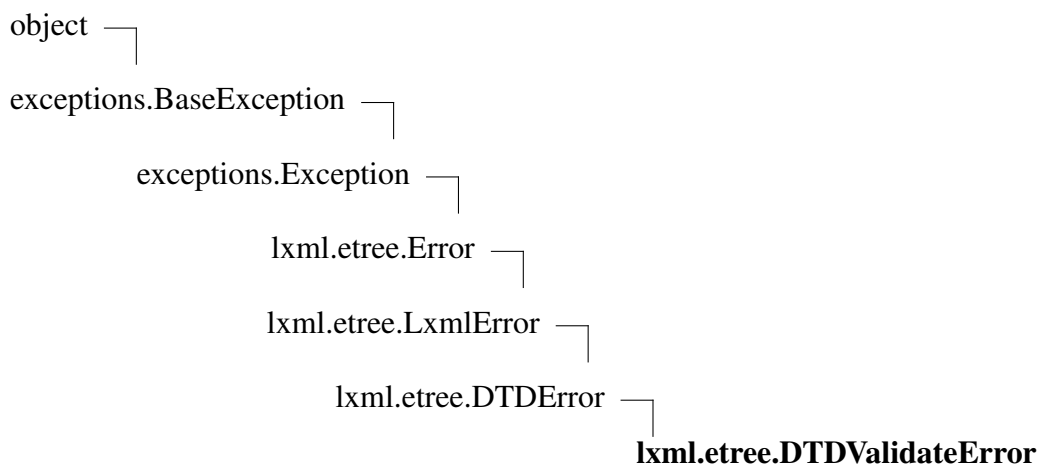 object
exceptions.BaseException
exceptions.Exception
lxml.etree.Error
lxml.etree.LxmlError
lxml.etree.DTDError
lxml.etree.DTDValidateError